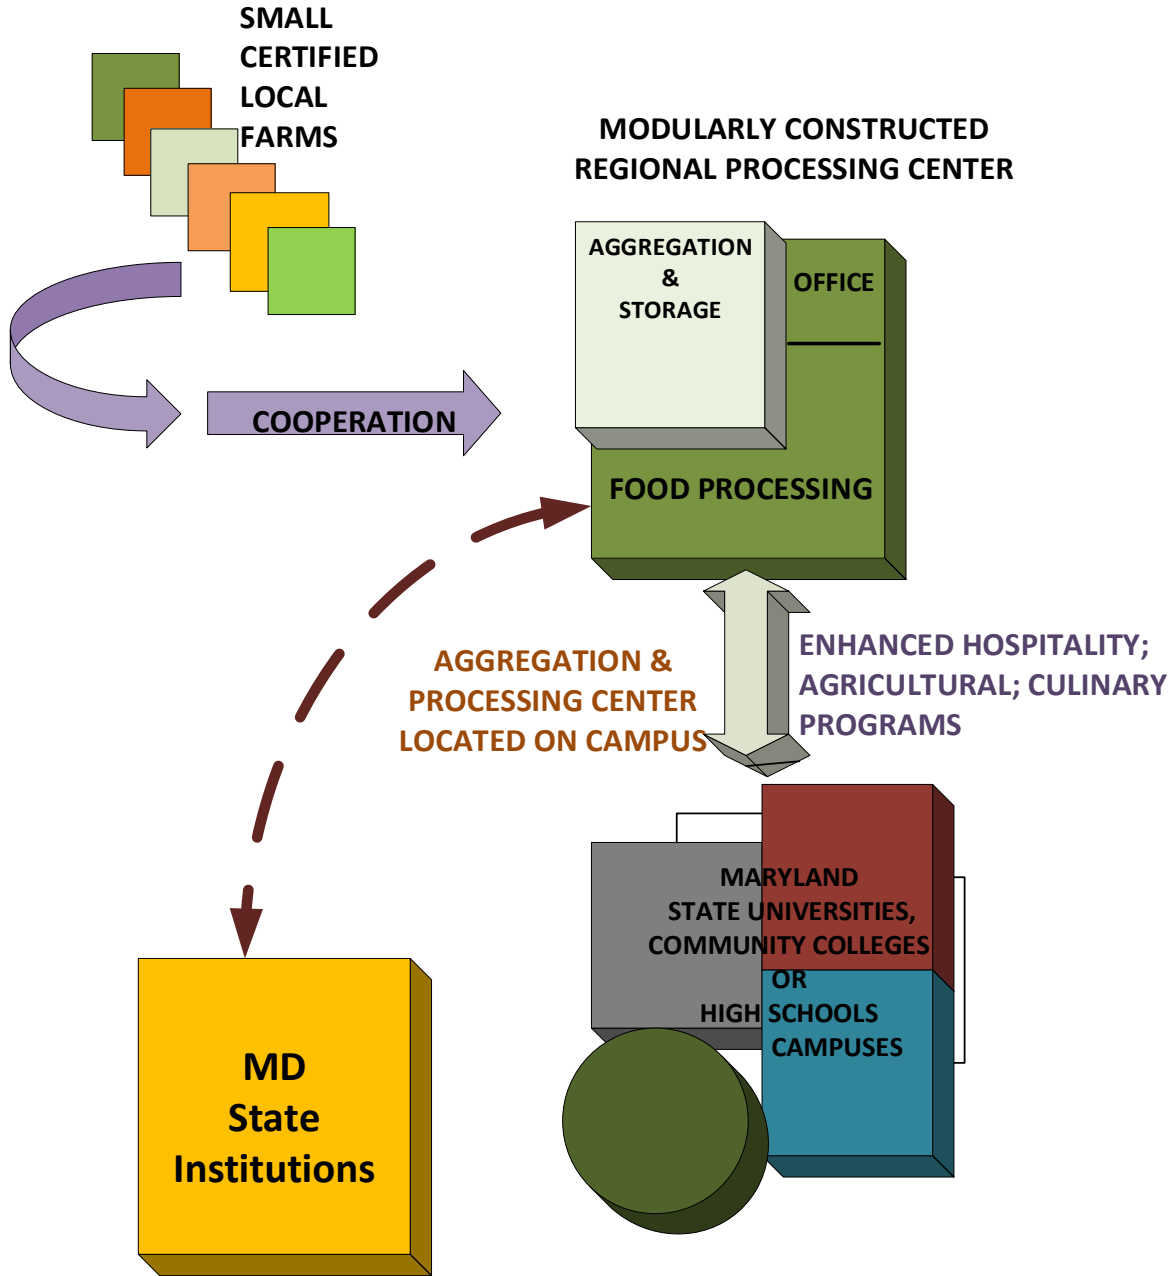 SMALL
CERTIFIED
LOCAL
FARMS
MODULARLY CONSTRUCTED
REGIONAL PROCESSING CENTER
AGGREGATION
&
STORAGE
OFFICE
COOPERATION
FOOD PROCESSING
AGGREGATION &
PROCESSING CENTER
LOCATED ON CAMPUS
ENHANCED HOSPITALITY;
AGRICULTURAL; CULINARY
PROGRAMS
MARYLAND
STATE UNIVERSITIES,
COMMUNITY COLLEGES
OR
HIGH SCHOOLS
CAMPUSES
MD
State
Institutions